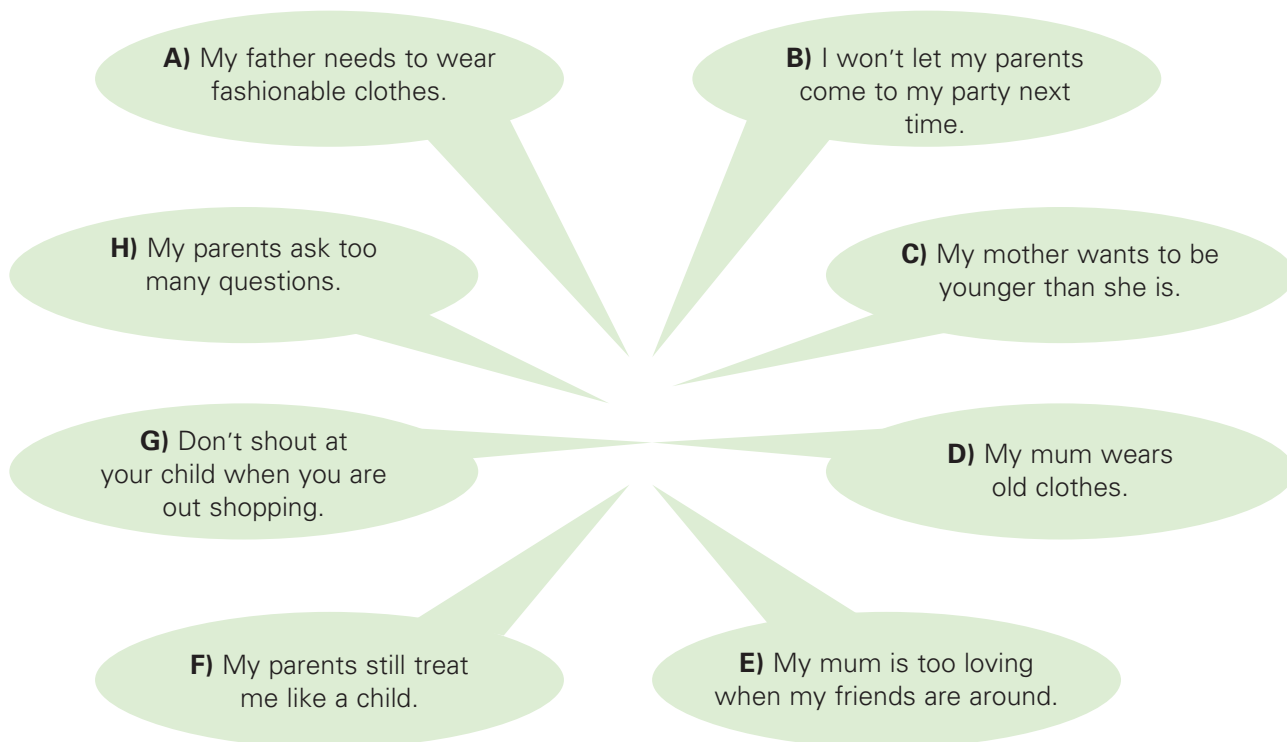 A) My father needs to wear
fashionable clothes.
B) I won't let my parents
come to my party next
time.
H) My parents ask too
many questions.
C) My mother wants to be
younger than she is.
G) Don't shout at
your child when you are
out shopping.
D) My mum wears
old clothes.
F) My parents still treat
me like a child.
E) My mum is too loving
when my friends are around.